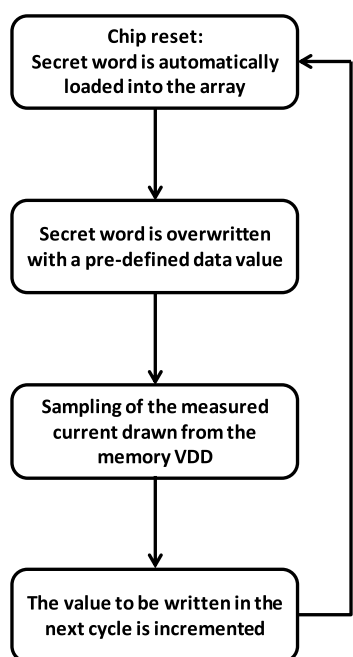 Chip reset:
Secret word is automatically
loaded into the array
Secret word is overwritten
with a pre-defined data value
Sampling of the measured
current drawn from the
memory VDD
The value to be written in the
next cycle is incremented